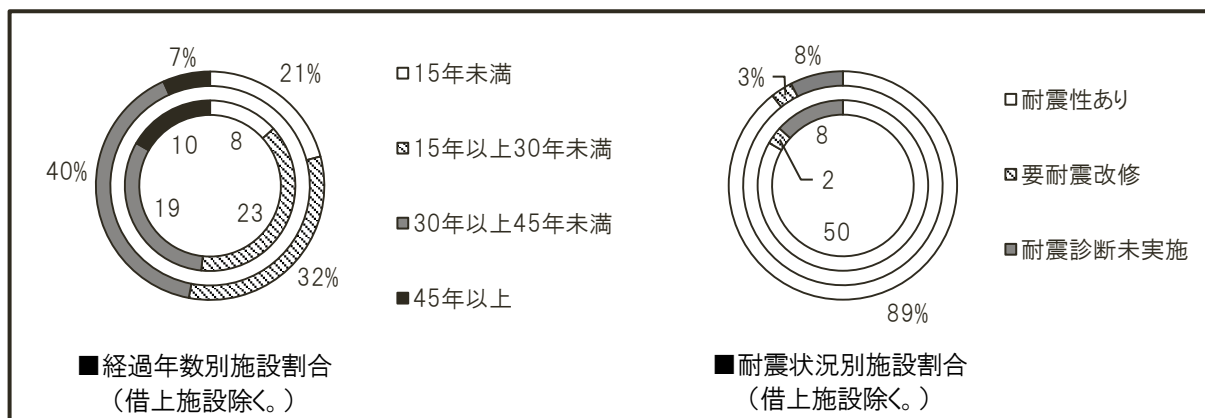 7%
21%
10
8
40%
19
23
32%
15年未満
15年以上30年未満
30年以上45年未満
45年以上
■経過年数別施設割合
（借上施設除く。）
8%
3%
8
2
50
89%
耐震性あり
要耐震改修
耐震診断未実施
■耐震状況別施設割合
（借上施設除く。）